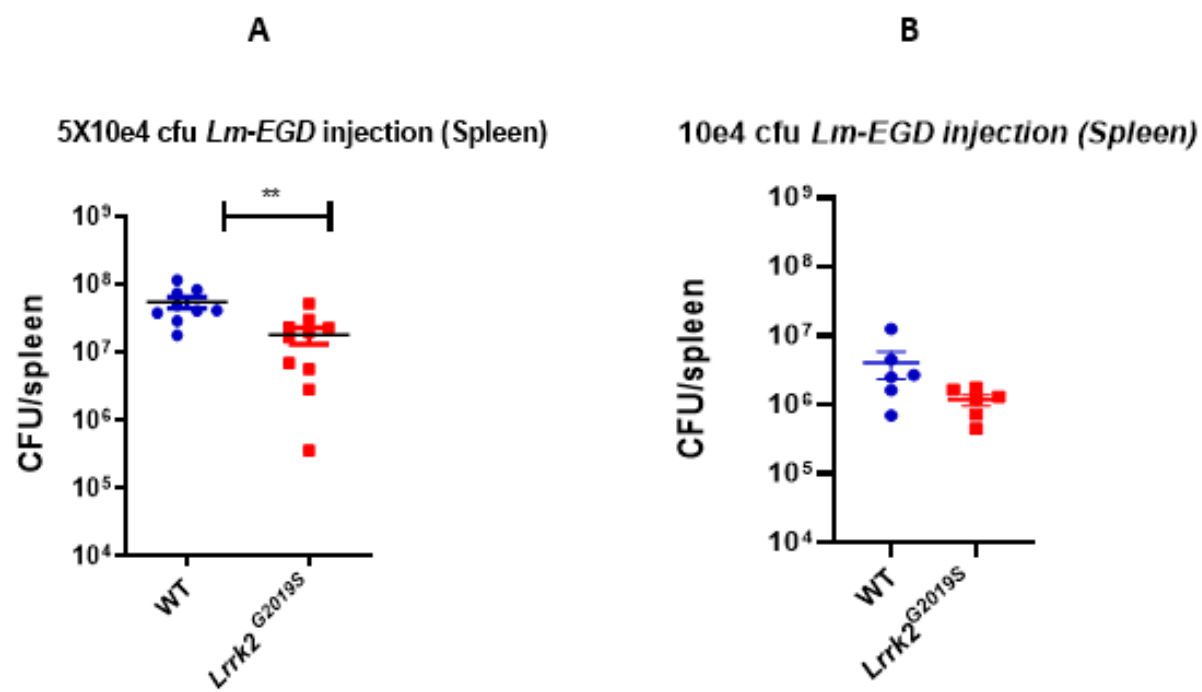 A
B
5X10e4 cfu Lm-EGD injection (Spleen)
10e4 cfu Lm-EGD injection (Spleen)
**
CFU/spleen
10⁹
10⁸
10⁷
10⁶
10⁵
10⁴
WT
Lrrk2 G2019S
CFU/spleen
10⁹
10⁸
10⁷
10⁶
10⁵
10⁴
WT
Lrrk2G2019S